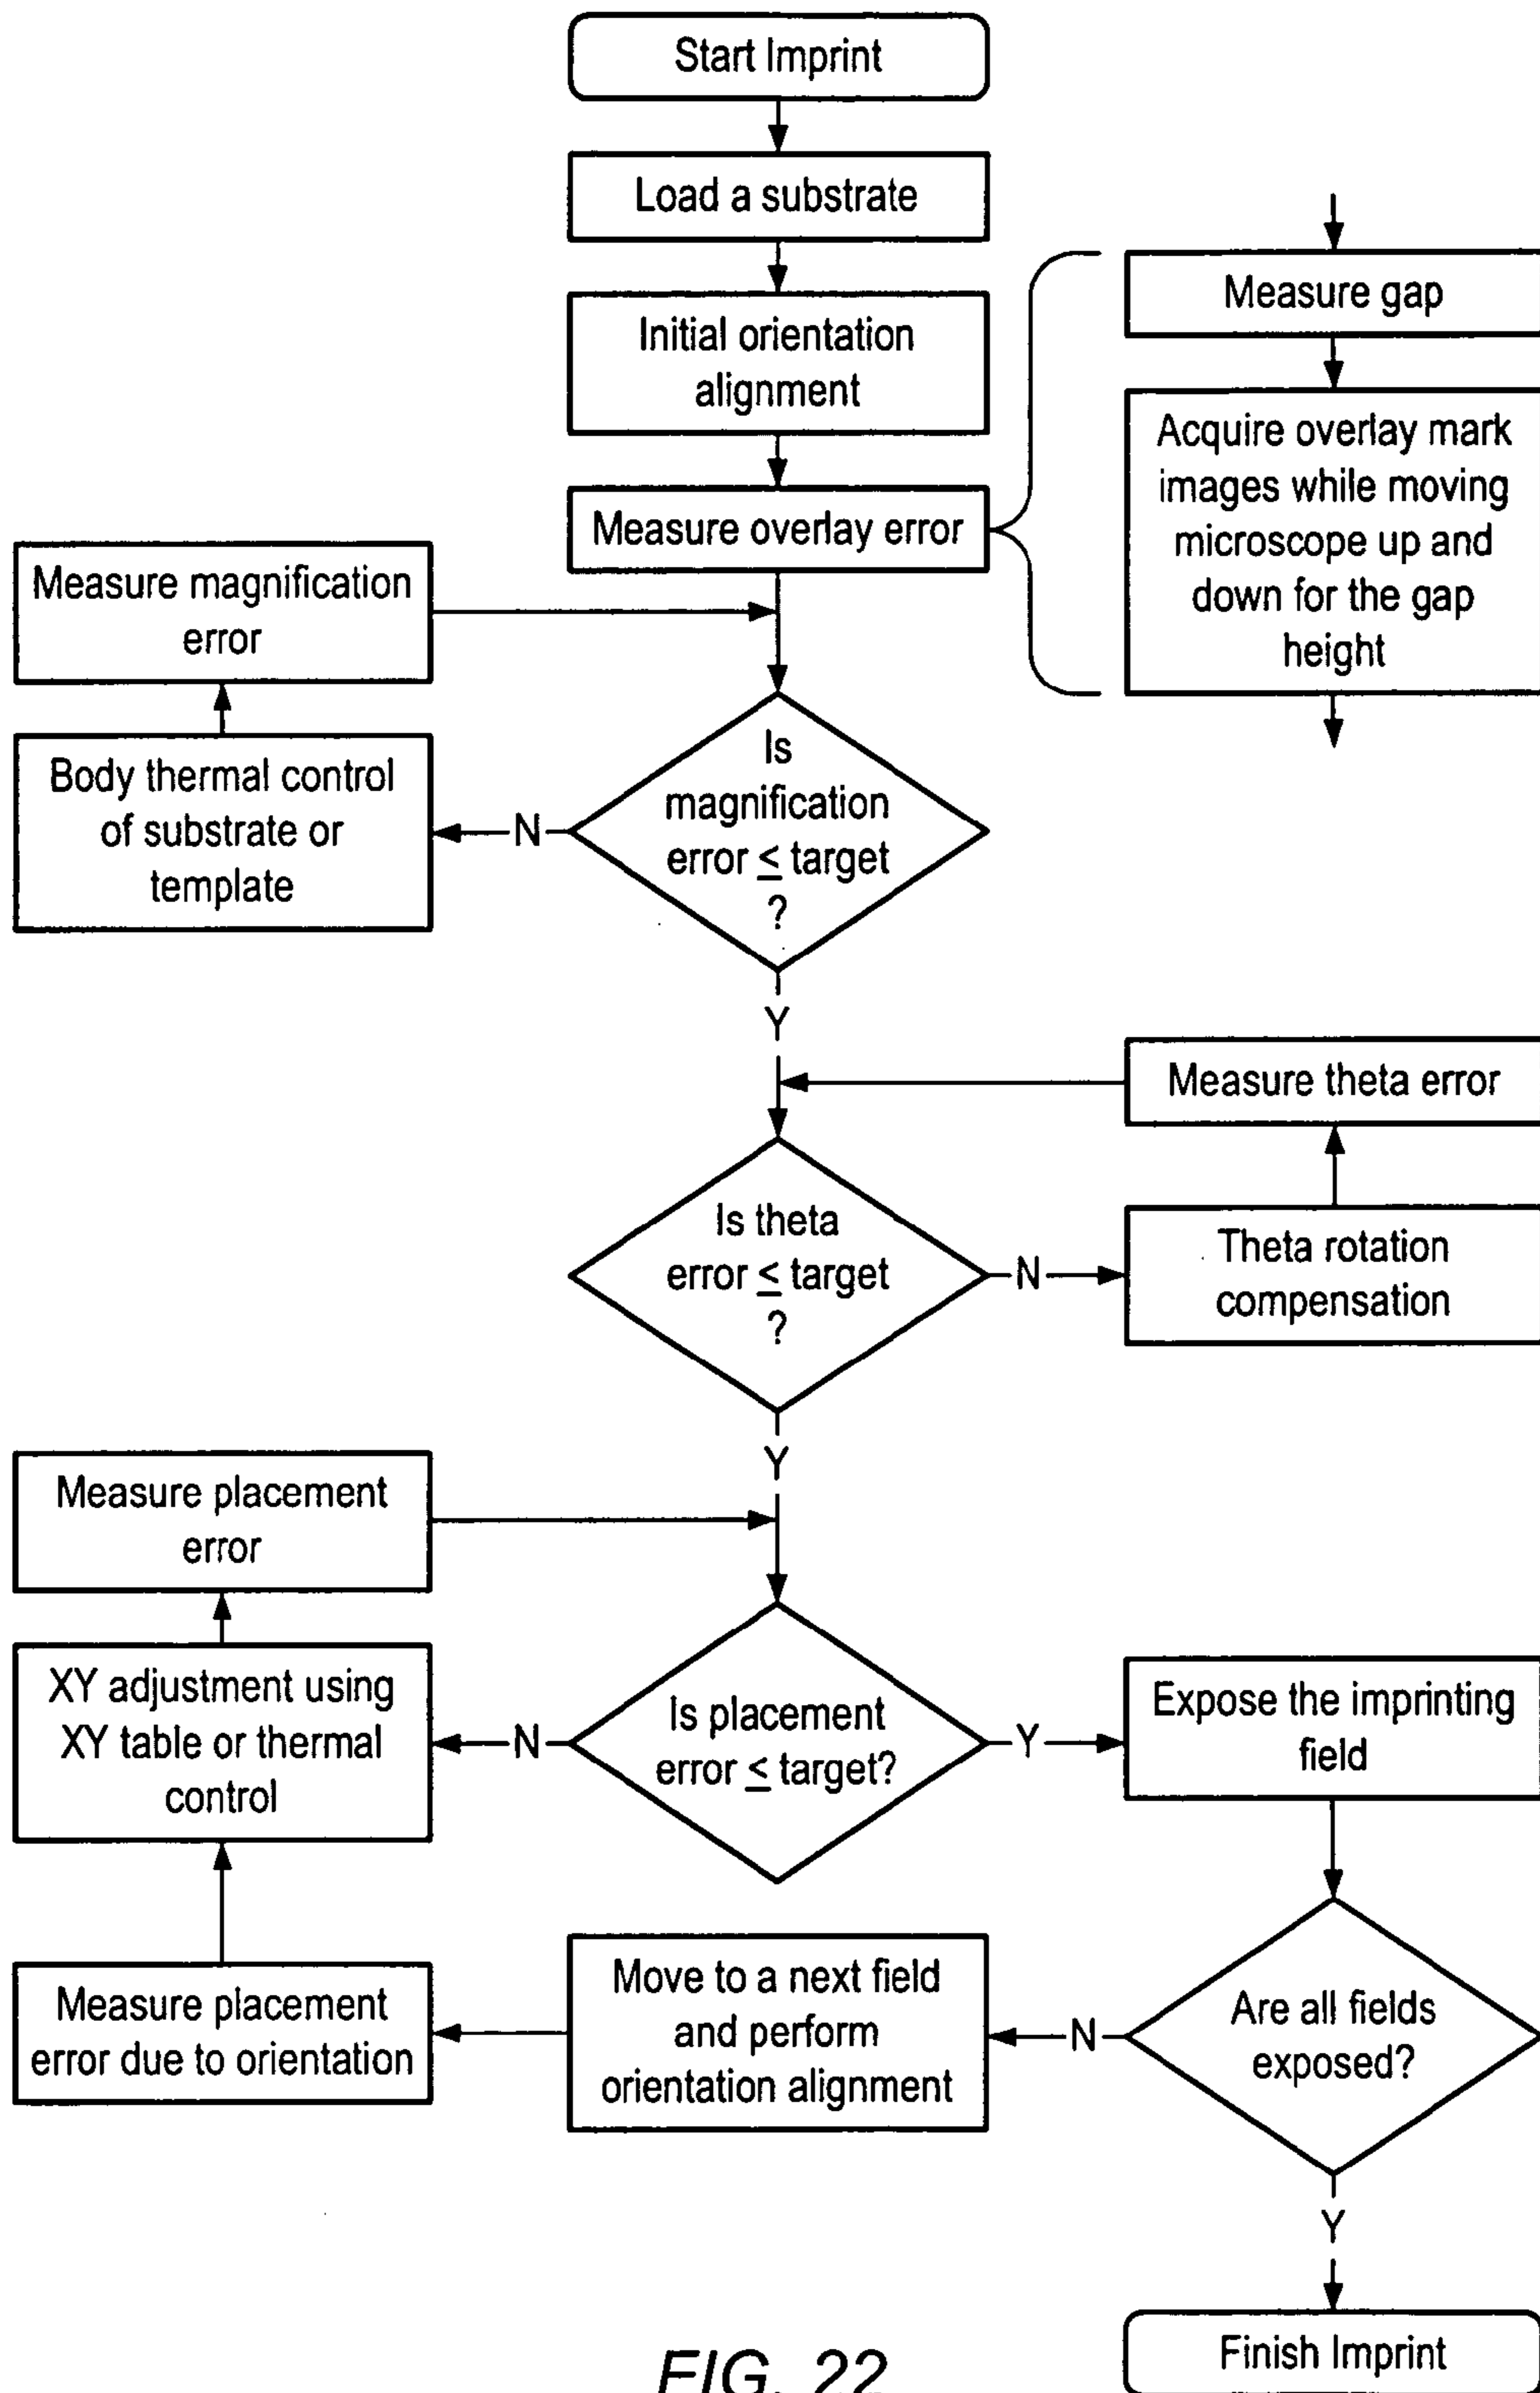 Start Imprint
Load a substrate
Initial orientation
alignment
Measure overlay error
Measure gap
Acquire overlay mark
images while moving
microscope up and
down for the gap
height
Measure magnification
error
Body thermal control
of substrate or
template
N
Is
magnification
error ≤ target
?
Y
Measure theta error
Is theta
error ≤ target
?
N
Theta rotation
compensation
Y
Measure placement
error
XY adjustment using
XY table or thermal
control
N
Is placement
error ≤ target?
Y
Expose the imprinting
field
Measure placement
error due to orientation
Move to a next field
and perform
orientation alignment
N
Are all fields
exposed?
Y
Finish Imprint
FIG. 22